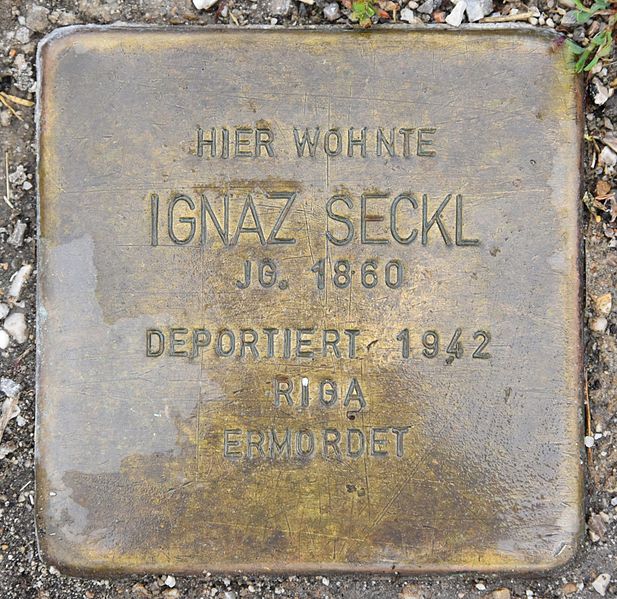 HIER WOHNTE
IGNAZ SECKL
JG. 1860
DEPORTIERT 1942
RIGA
ERMORDET